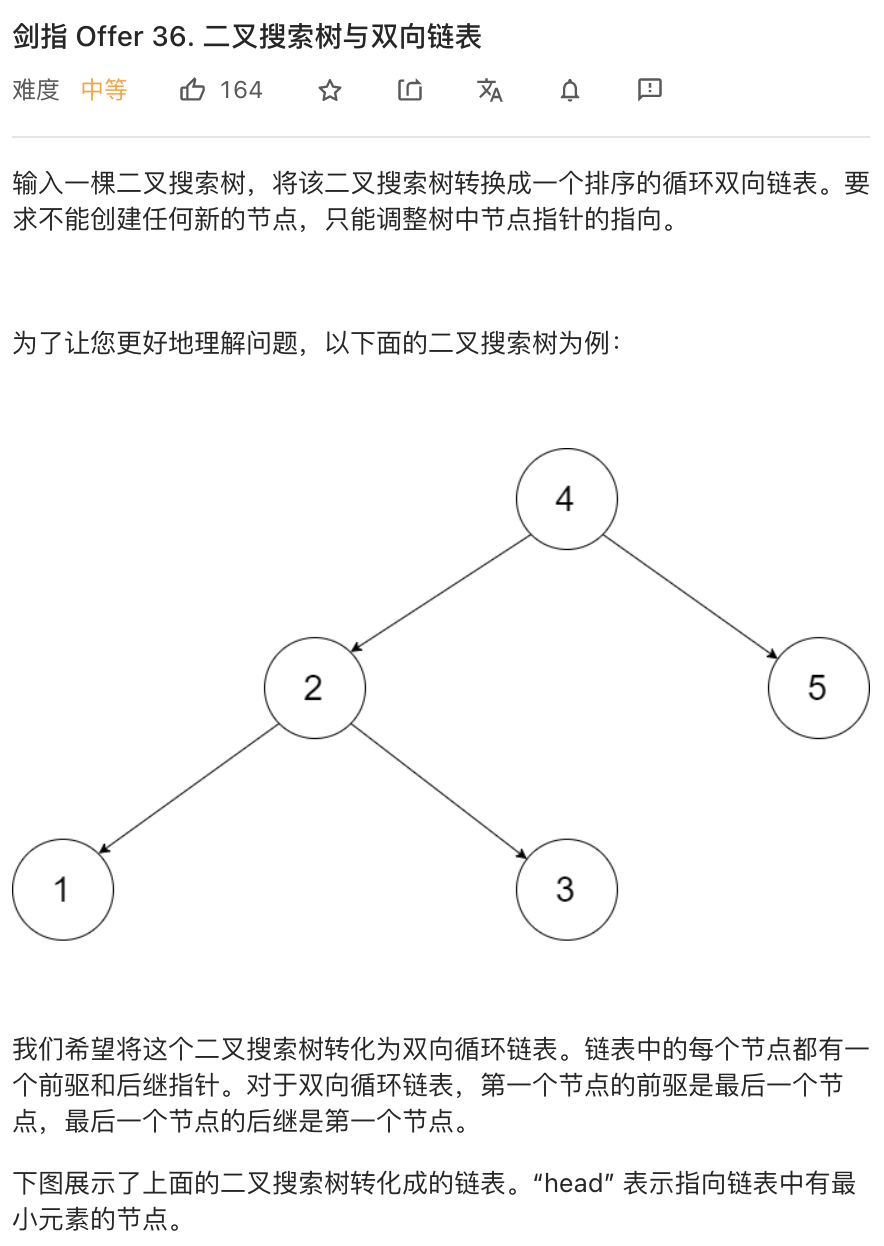 剑指 Offer 36. 二叉搜索树与双向链表
难度 中等 164
输入一棵二叉搜索树，将该二叉搜索树转换成一个排序的循环双向链表。要
求不能创建任何新的节点，只能调整树中节点指针的指向。
为了让您更好地理解问题，以下面的二叉搜索树为例：
4
2
5
1
3
我们希望将这个二叉搜索树转化为双向循环链表。链表中的每个节点都有一
个前驱和后继指针。对于双向循环链表，第一个节点的前驱是最后一个节
点，最后一个节点的后继是第一个节点。
下图展示了上面的二叉搜索树转化成的链表。“head” 表示指向链表中有最
小元素的节点。